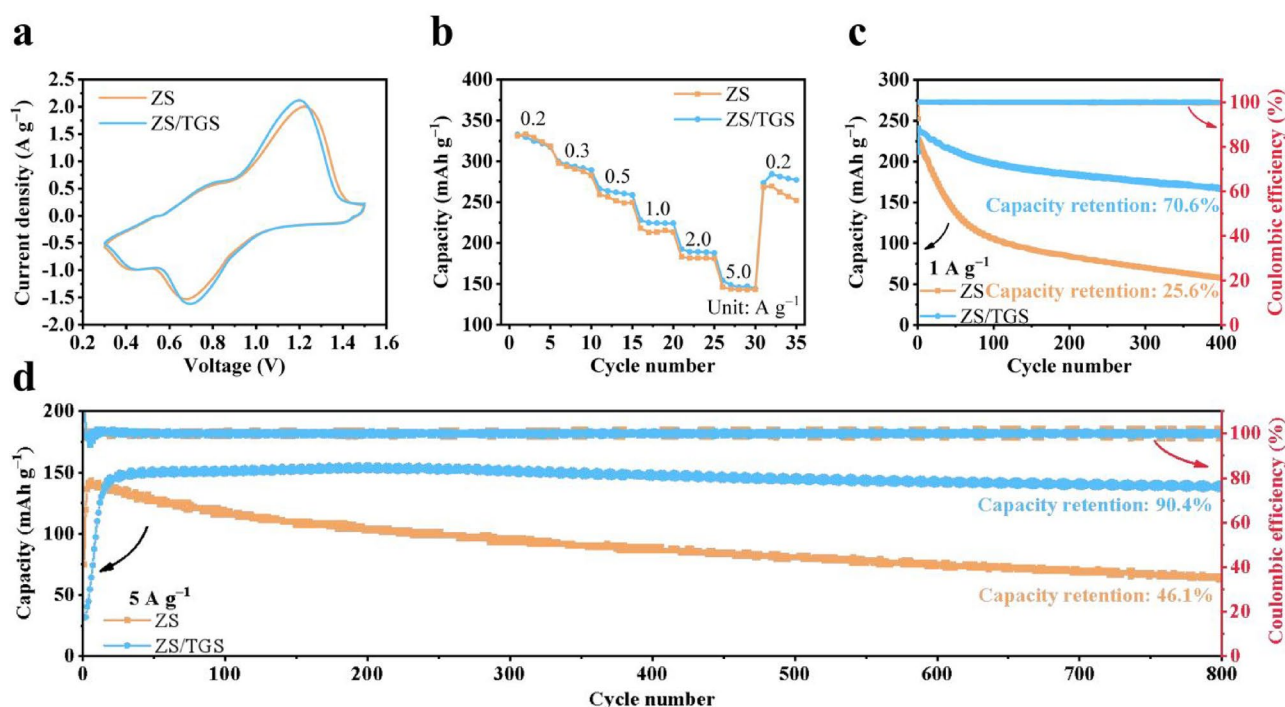 a
2.5
2.0
1.5
1.0
0.5
0.0
-0.5
-1.0
-1.5
-2.0
Current density (A g⁻¹)
ZS
ZS/TGS
0.2 0.4 0.6 0.8 1.0 1.2 1.4 1.6
Voltage (V)
b
400
350
300
250
200
150
100
Capacity (mAh g⁻¹)
ZS
ZS/TGS
0.2
0.3
0.5
1.0
2.0
5.0
0.2
Unit: A g⁻¹
0 5 10 15 20 25 30 35
Cycle number
c
300
250
200
150
100
50
0
Capacity (mAh g⁻¹)
Capacity retention: 70.6%
1 A g⁻¹
ZS
Capacity retention: 25.6%
ZS/TGS
100
80
60
40
20
0
Coulombic efficiency (%)
0 100 200 300 400
Cycle number
d
200
150
100
50
0
Capacity (mAh g⁻¹)
Capacity retention: 90.4%
5 A g⁻¹
ZS
ZS/TGS
Capacity retention: 46.1%
100
80
60
40
20
0
Coulombic efficiency (%)
0 100 200 300 400 500 600 700 800
Cycle number